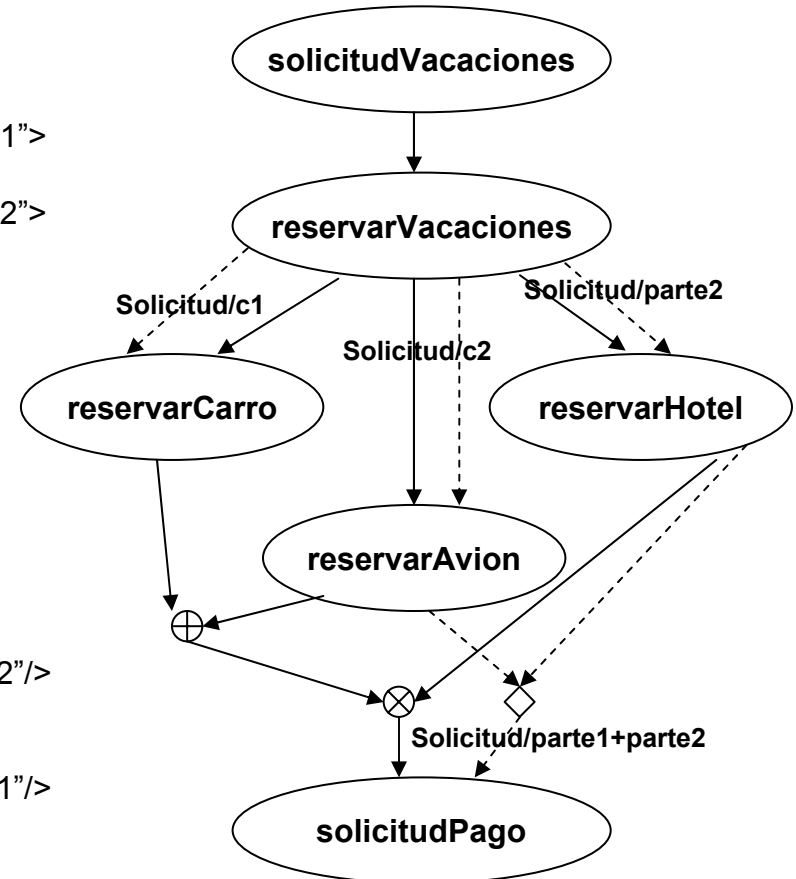 solicitudVacaciones
1”>
2”>
reservarVacaciones
Solicitud/parte2
Solicitud/c1
Solicitud/c2
reservarCarro
reservarHotel
reservarAvion
2”/>
Solicitud/parte1+parte2
1”/>
solicitudPago